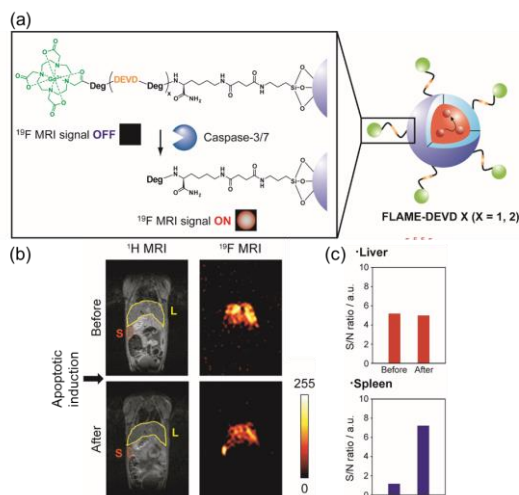 (a)
Deg
DEVD
Deg
x
H
N
O
NH₂
N
H
O
O
H
N
Si
O
O
O
¹⁹F MRI signal OFF
Caspase-3/7
Deg
H
N
O
NH₂
N
H
O
O
H
N
Si
O
O
O
¹⁹F MRI signal ON
FLAME-DEVD X (X = 1, 2)
(b)
¹H MRI
¹⁹F MRI
Before
S
L
Apoptotic
induction
After
S
L
255
0
(c)
·Liver
S/N ratio / a.u.
10
8
6
4
2
0
Before
After
·Spleen
S/N ratio / a.u.
10
8
6
4
2
0